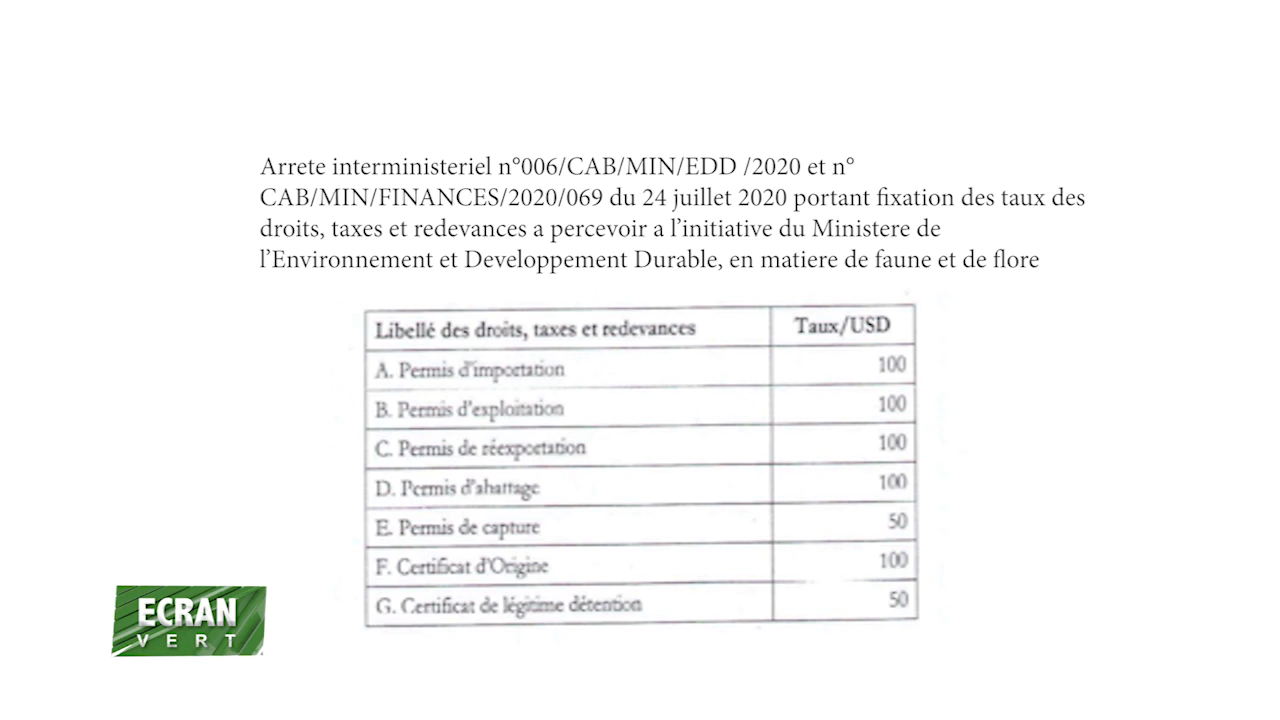 Arrete interministeriel n°006/CAB/MIN/EDD /2020 et n°
CAB/MIN/FINANCES/2020/069 du 24 juillet 2020 portant fixation des taux des
droits, taxes et redevances a percevoir a l'initiative du Ministere de
l'Environnement et Developpement Durable, en matiere de faune et de flore
Libellé des droits, taxes et redevances Taux/USD
A. Permis d'importation 100
B. Permis d'exploitation 100
C. Permis de réexportation 100
D. Permis d'abattage 100
E. Permis de capture 50
F. Certificat d'Origine 100
G. Certificat de légitime détention 50
ECRAN
VERT